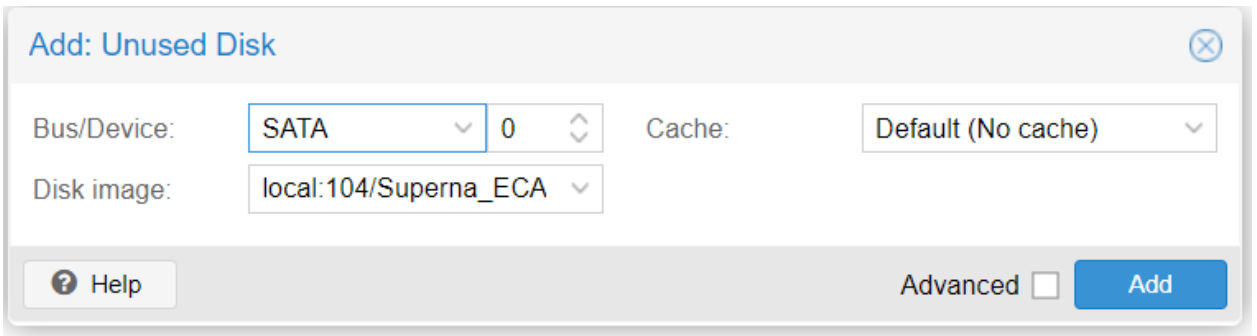 Add: Unused Disk
Bus/Device: SATA 0 Cache: Default (No cache)
Disk image: local:104/Superna_ECA
Help Advanced Add